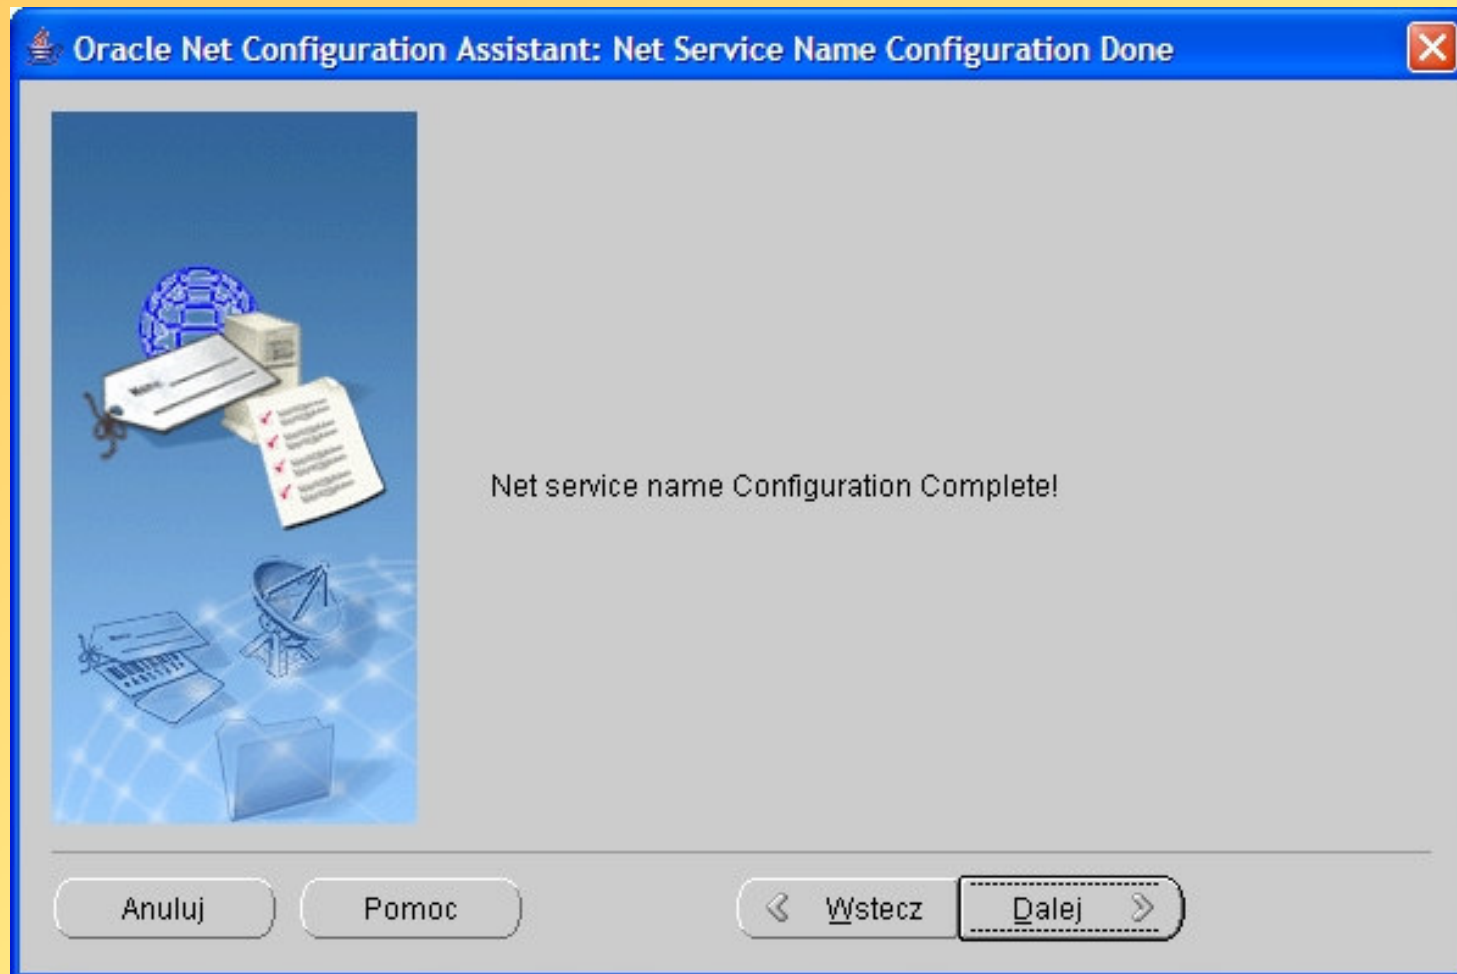 Oracle Net Configuration Assistant: Net Service Name Configuration Done
Net service name Configuration Complete!
Anuluj
Pomoc
Wstecz
Dalej